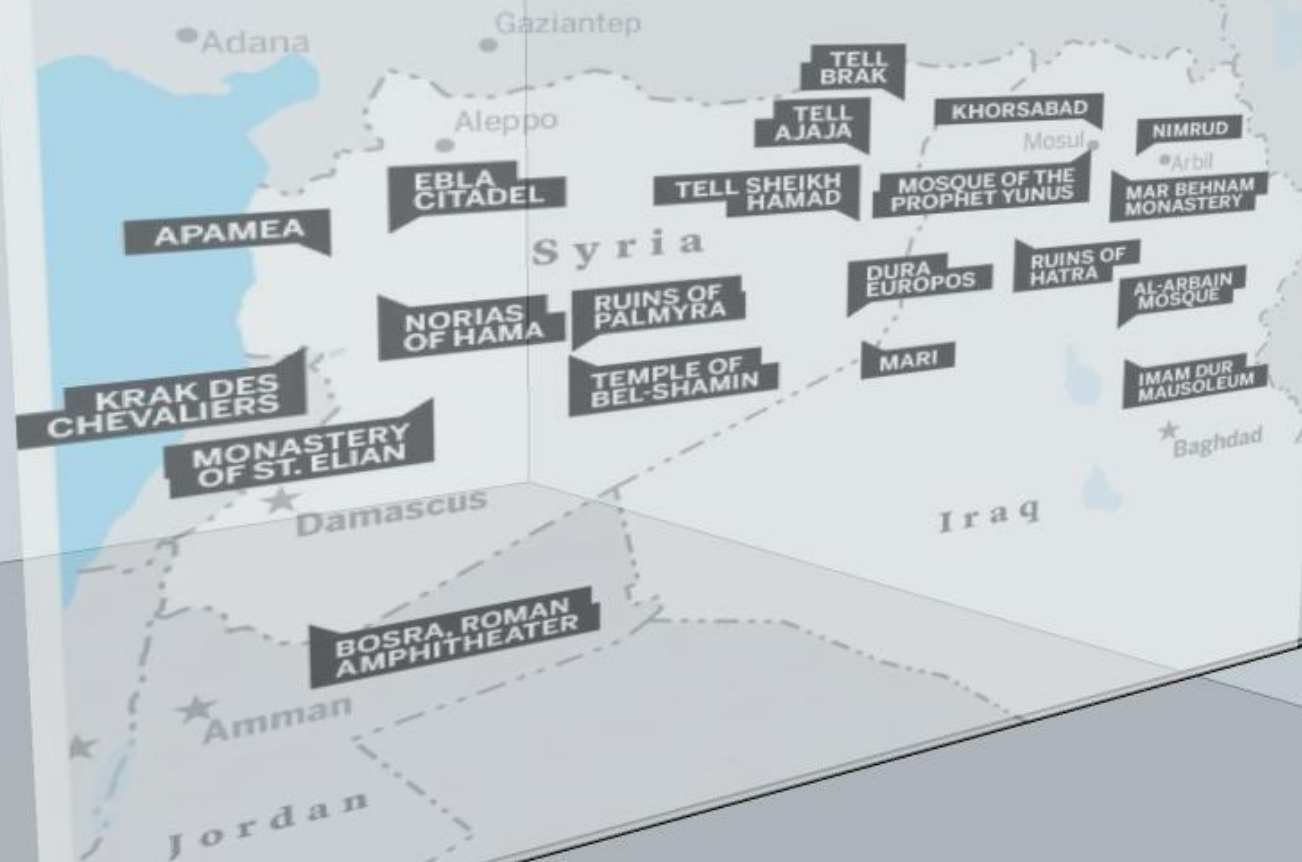 Gaziantep
Adana
TELL
BRAK
KHORSABAD
TELL
AJAJA
Aleppo
NIMRUD
Mosul
Arbil
EBLA
CITADEL
TELL SHEIKH
HAMAD
MOSQUE OF THE
PROPHET YUNUS
MAR BEHNAM
MONASTERY
APAMEA
Syria
DURA
EUROPOS
RUINS OF
HATRA
AL-ARBAIN
MOSQUE
NORIAS
OF HAMA
RUINS OF
PALMYRA
MARI
TEMPLE OF
BEL-SHAMIN
IMAM DUR
MAUSOLEUM
KRAK DES
CHEVALIERS
MONASTERY
OF ST. ELIAN
Baghdad
Damascus
Iraq
BOSRA, ROMAN
AMPHITHEATER
Amman
Jordan